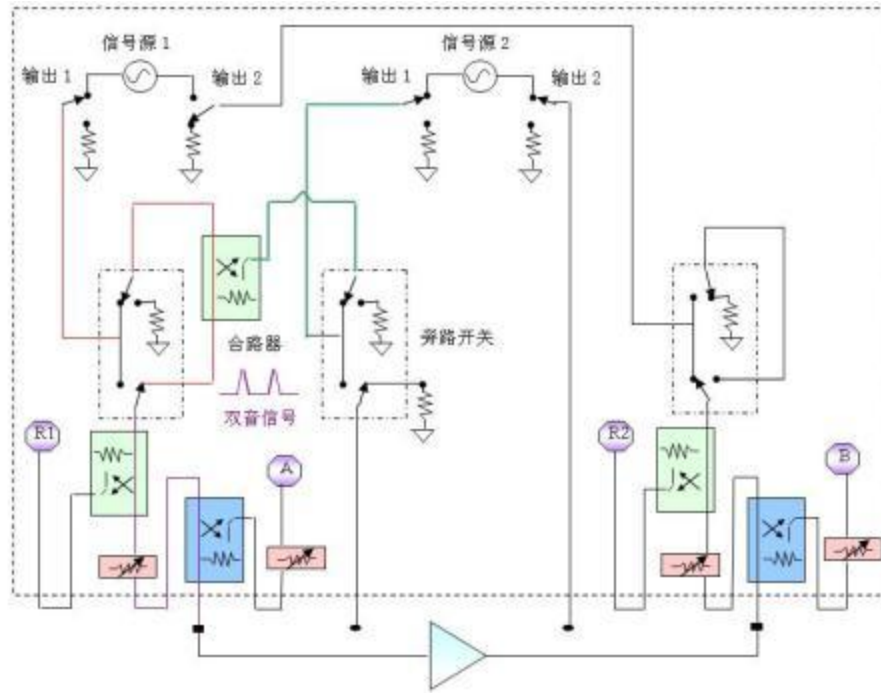 信号源 1
信号源 2
输出 1
输出 2
输出 1
输出 2
合路器
旁路开关
双音信号
R1
A
R2
B